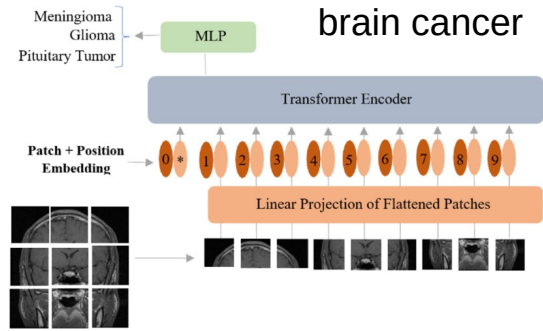 brain cancer
Meningioma
Glioma
Pituitary Tumor
MLP
Transformer Encoder
Patch + Position
Embedding
0 * 1 2 3 4 5 6 7 8 9
Linear Projection of Flattened Patches